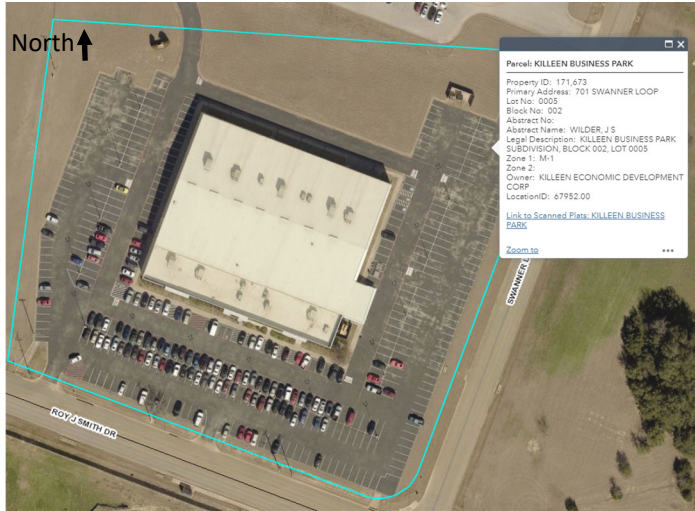 North
Parcel: KILLEEN BUSINESS PARK
Property ID: 171,673
Primary Address: 701 SWANNER LOOP
Lot No: 0005
Block No: 002
Abstract No:
Abstract Name: WILDER, J S
Legal Description: KILLEEN BUSINESS PARK
SUBDIVISION, BLOCK 002, LOT 0005
Zone 1: M-1
Zone 2:
Owner: KILLEEN ECONOMIC DEVELOPMENT
CORP
LocationID: 67952.00
Link to Scanned Plats: KILLEEN BUSINESS
PARK
Zoom to
SWANNER L
ROY J SMITH DR